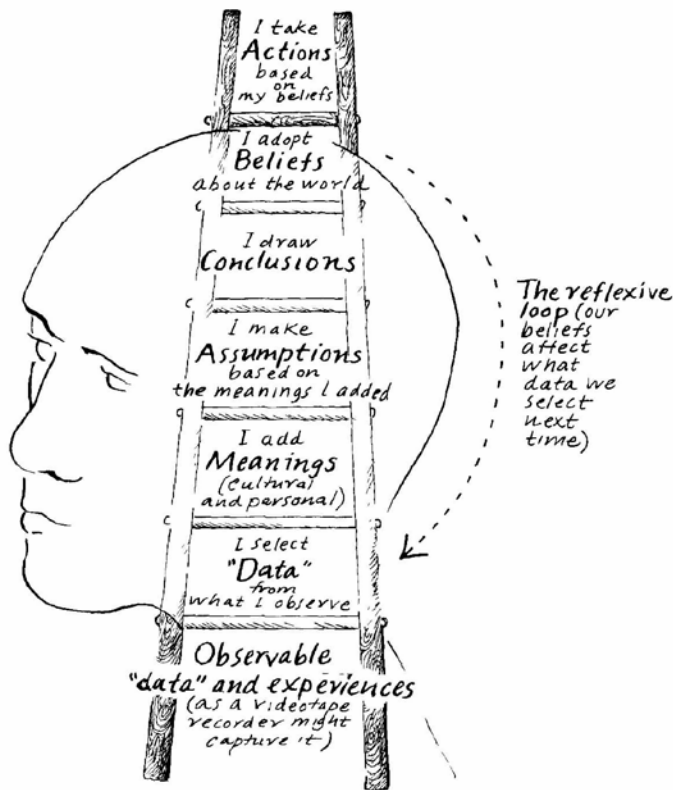 I take
Actions
based
on
my beliefs
I adopt
Beliefs
about the world
I draw
Conclusions
I make
Assumptions
based on
the meanings I added
I add
Meanings
(cultural
and personal)
I select
"Data"
from
what I observe
Observable
"data" and experiences
(as a videotape
recorder might
capture it)
The reflexive
loop (our
beliefs
affect
what
data we
select
next
time)